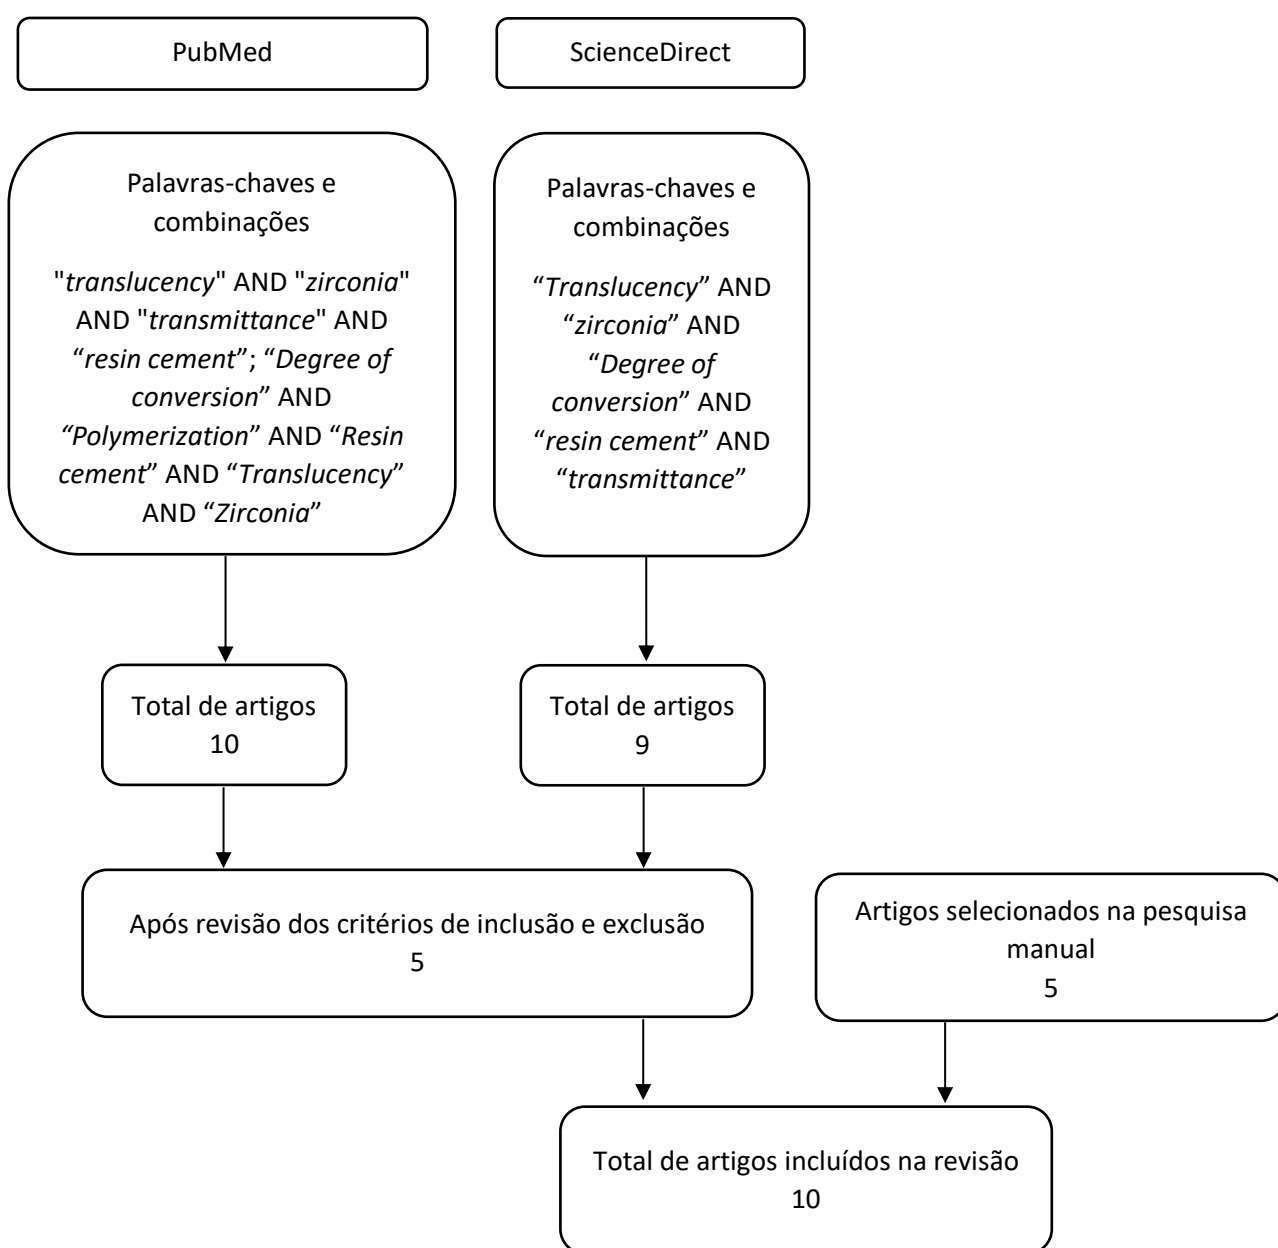 PubMed
ScienceDirect
Palavras-chaves e
combinações
"translucency" AND "zirconia"
AND "transmittance" AND
“resin cement”; “Degree of
conversion” AND
“Polymerization” AND “Resin
cement” AND “Translucency”
AND “Zirconia”
Palavras-chaves e
combinações
“Translucency” AND
“zirconia” AND
“Degree of
conversion” AND
“resin cement” AND
“transmittance”
Total de artigos
10
Total de artigos
9
Após revisão dos critérios de inclusão e exclusão
5
Artigos selecionados na pesquisa
manual
5
Total de artigos incluídos na revisão
10